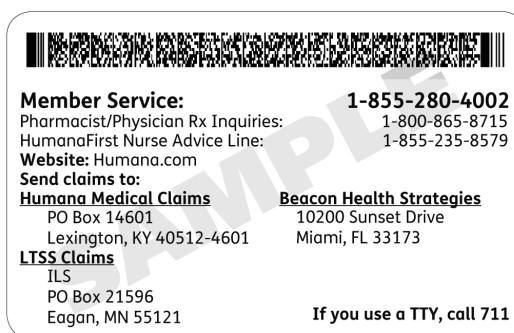 Member Service: 1-855-280-4002
Pharmacist/Physician Rx Inquiries: 1-800-865-8715
HumanaFirst Nurse Advice Line: 1-855-235-8579
Website: Humana.com
Send claims to:
Humana Medical Claims
PO Box 14601
Lexington, KY 40512-4601
Beacon Health Strategies
10200 Sunset Drive
Miami, FL 33173
LTSS Claims
ILS
PO Box 21596
Eagan, MN 55121
If you use a TTY, call 711
SAMPLE